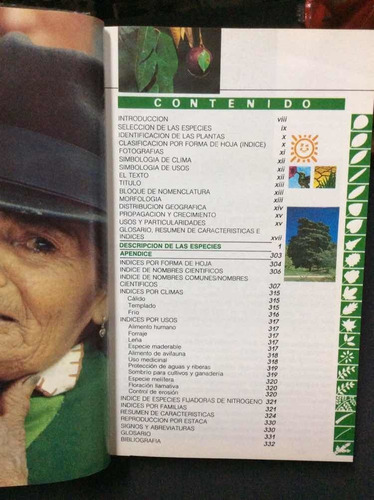 CONTENIDO
INTRODUCCION viii
SELECCION DE LAS ESPECIES ix
IDENTIFICACION DE LAS PLANTAS x
CLASIFICACION POR FORMA DE HOJA (INDICE) x
FOTOGRAFIAS xi
SIMBOLOGIA DE CLIMA xii
SIMBOLOGIA DE USOS xii
EL TEXTO xii
TITULO xiii
BLOQUE DE NOMENCLATURA xiii
MORFOLOGIA xiii
DISTRIBUCION GEOGRAFICA xiv
PROPAGACION Y CRECIMIENTO xv
USOS Y PARTICULARIDADES xv
GLOSARIO, RESUMEN DE CARACTERISTICAS E
INDICES xvii
DESCRIPCION DE LAS ESPECIES 1
APENDICE 303
INDICES POR FORMA DE HOJA 304
INDICE DE NOMBRES CIENTIFICOS 306
INDICE DE NOMBRES COMUNES/NOMBRES
CIENTIFICOS 307
INDICES POR CLIMAS 315
Cálido 315
Templado 315
Frío 316
INDICES POR USOS 317
Alimento humano 317
Forraje 317
Leña 317
Especie maderable 317
Alimento de avifauna 318
Uso medicinal 318
Protección de aguas y riberas 319
Sombrío para cultivos y ganadería 319
Especie melífera 320
Floración llamativa 320
Control de erosión 320
INDICE DE ESPECIES FIJADORAS DE NITROGENO 321
INDICES POR FAMILIAS 321
RESUMEN DE CARACTERISTICAS 324
REPRODUCCION POR ESTACA 330
SIGNOS Y ABREVIATURAS 330
GLOSARIO 331
BIBLIOGRAFIA 332